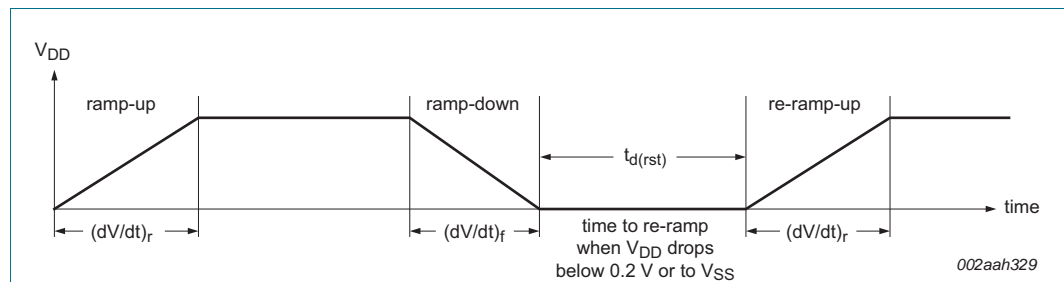 VDD
ramp-up
ramp-down
re-ramp-up
td(rst)
time
(dV/dt)r
(dV/dt)f
time to re-ramp
when VDD drops
below 0.2 V or to VSS
(dV/dt)r
002aah329